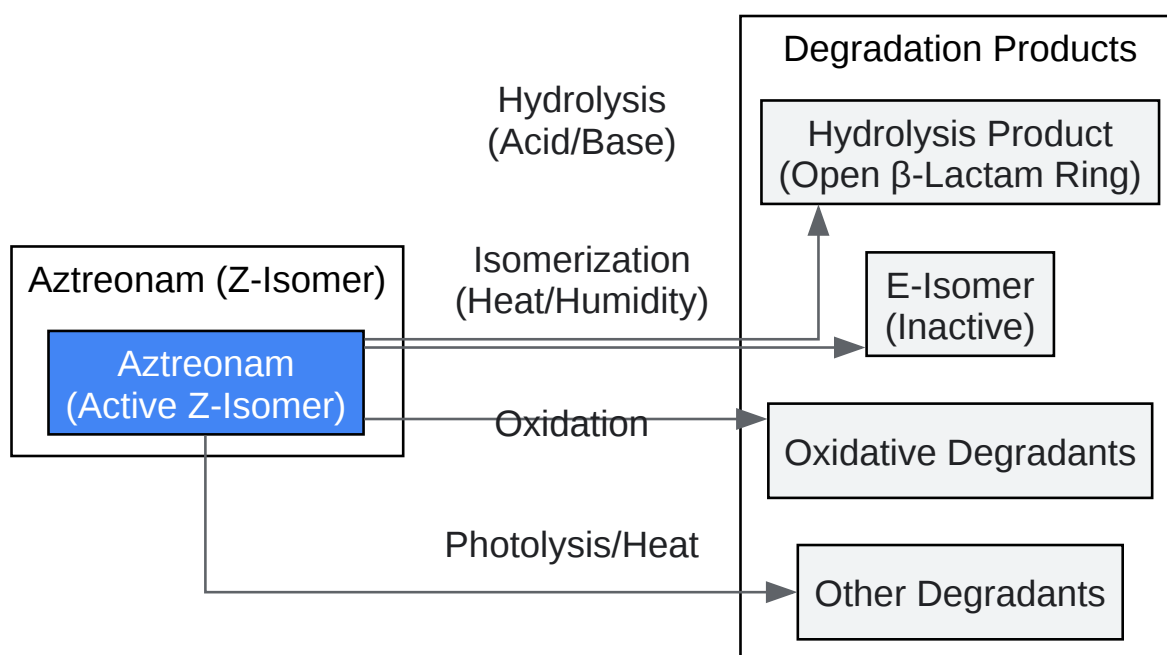 Degradation Products
Hydrolysis
(Acid/Base)
Hydrolysis Product
(Open β-Lactam Ring)
Aztreonam (Z-Isomer)
Isomerization
(Heat/Humidity)
E-Isomer
(Inactive)
Aztreonam
(Active Z-Isomer)
Oxidation
Oxidative Degradants
Photolysis/Heat
Other Degradants